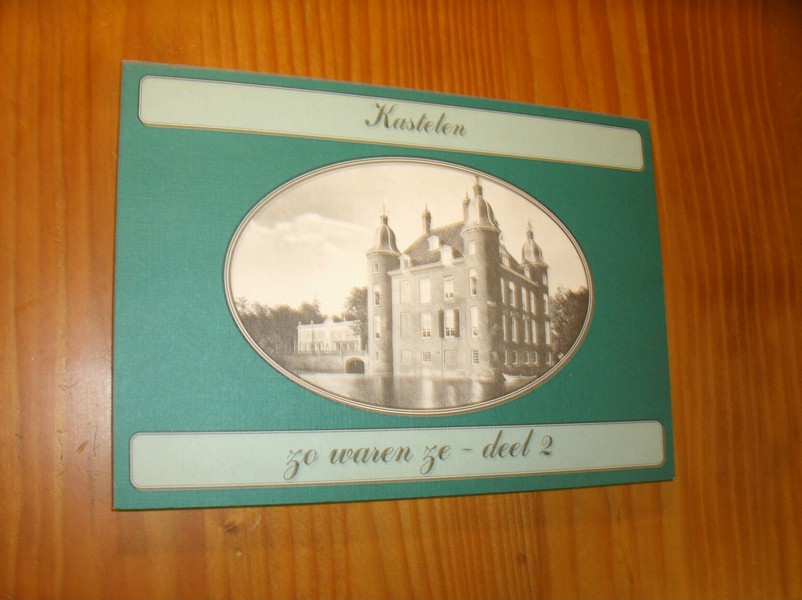 Kastelen
zo waren ze - deel 2